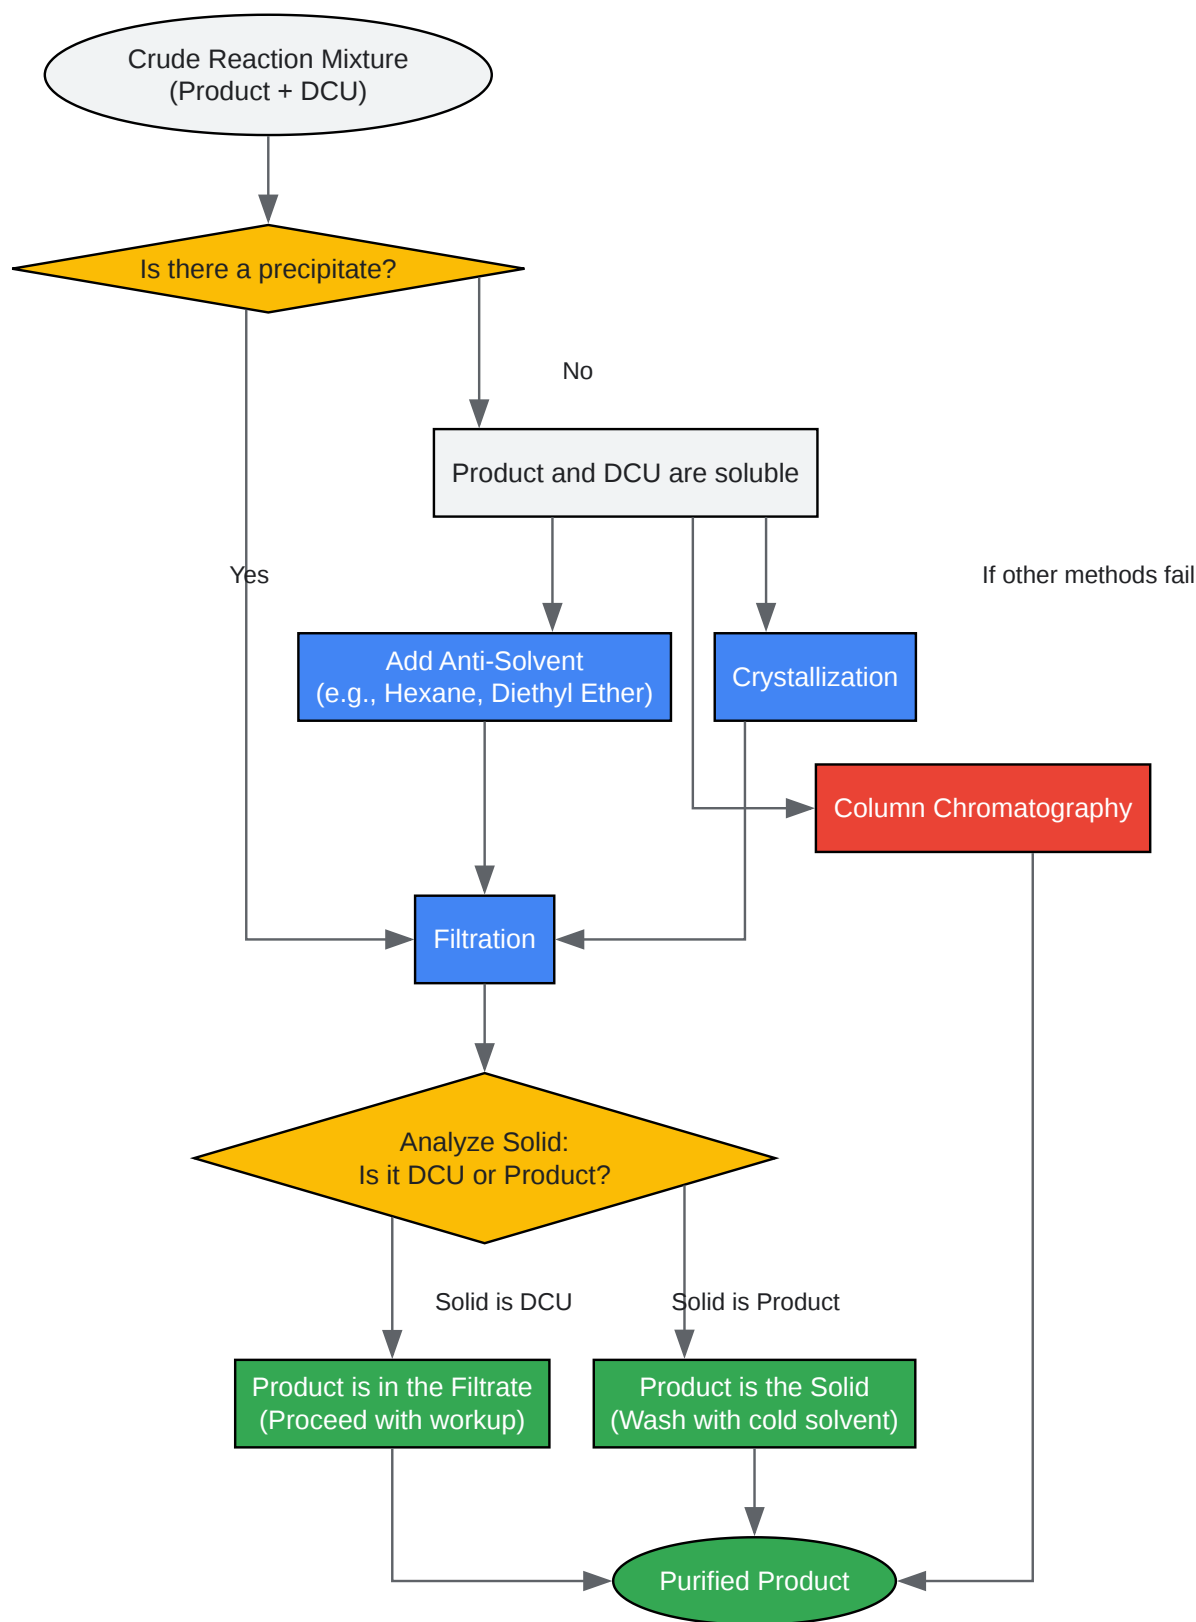 Crude Reaction Mixture
(Product + DCU)
Is there a precipitate?
No
Product and DCU are soluble
Yes
If other methods fail
Add Anti-Solvent
(e.g., Hexane, Diethyl Ether)
Crystallization
Column Chromatography
Filtration
Analyze Solid:
Is it DCU or Product?
Solid is DCU
Solid is Product
Product is in the Filtrate
(Proceed with workup)
Product is the Solid
(Wash with cold solvent)
Purified Product